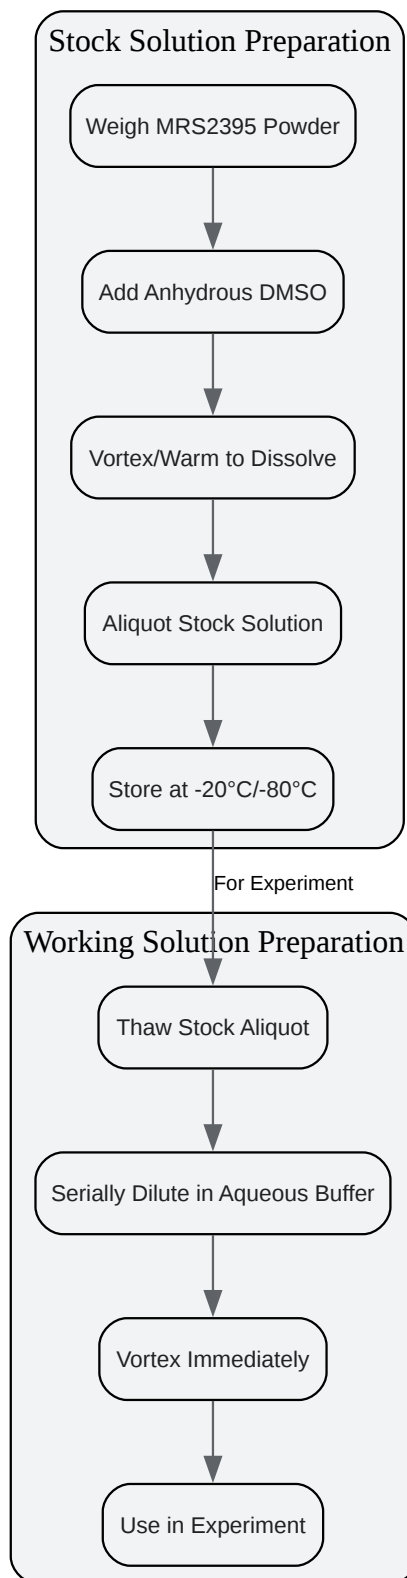 Stock Solution Preparation
Weigh MRS2395 Powder
Add Anhydrous DMSO
Vortex/Warm to Dissolve
Aliquot Stock Solution
Store at -20°C/-80°C
For Experiment
Working Solution Preparation
Thaw Stock Aliquot
Serially Dilute in Aqueous Buffer
Vortex Immediately
Use in Experiment